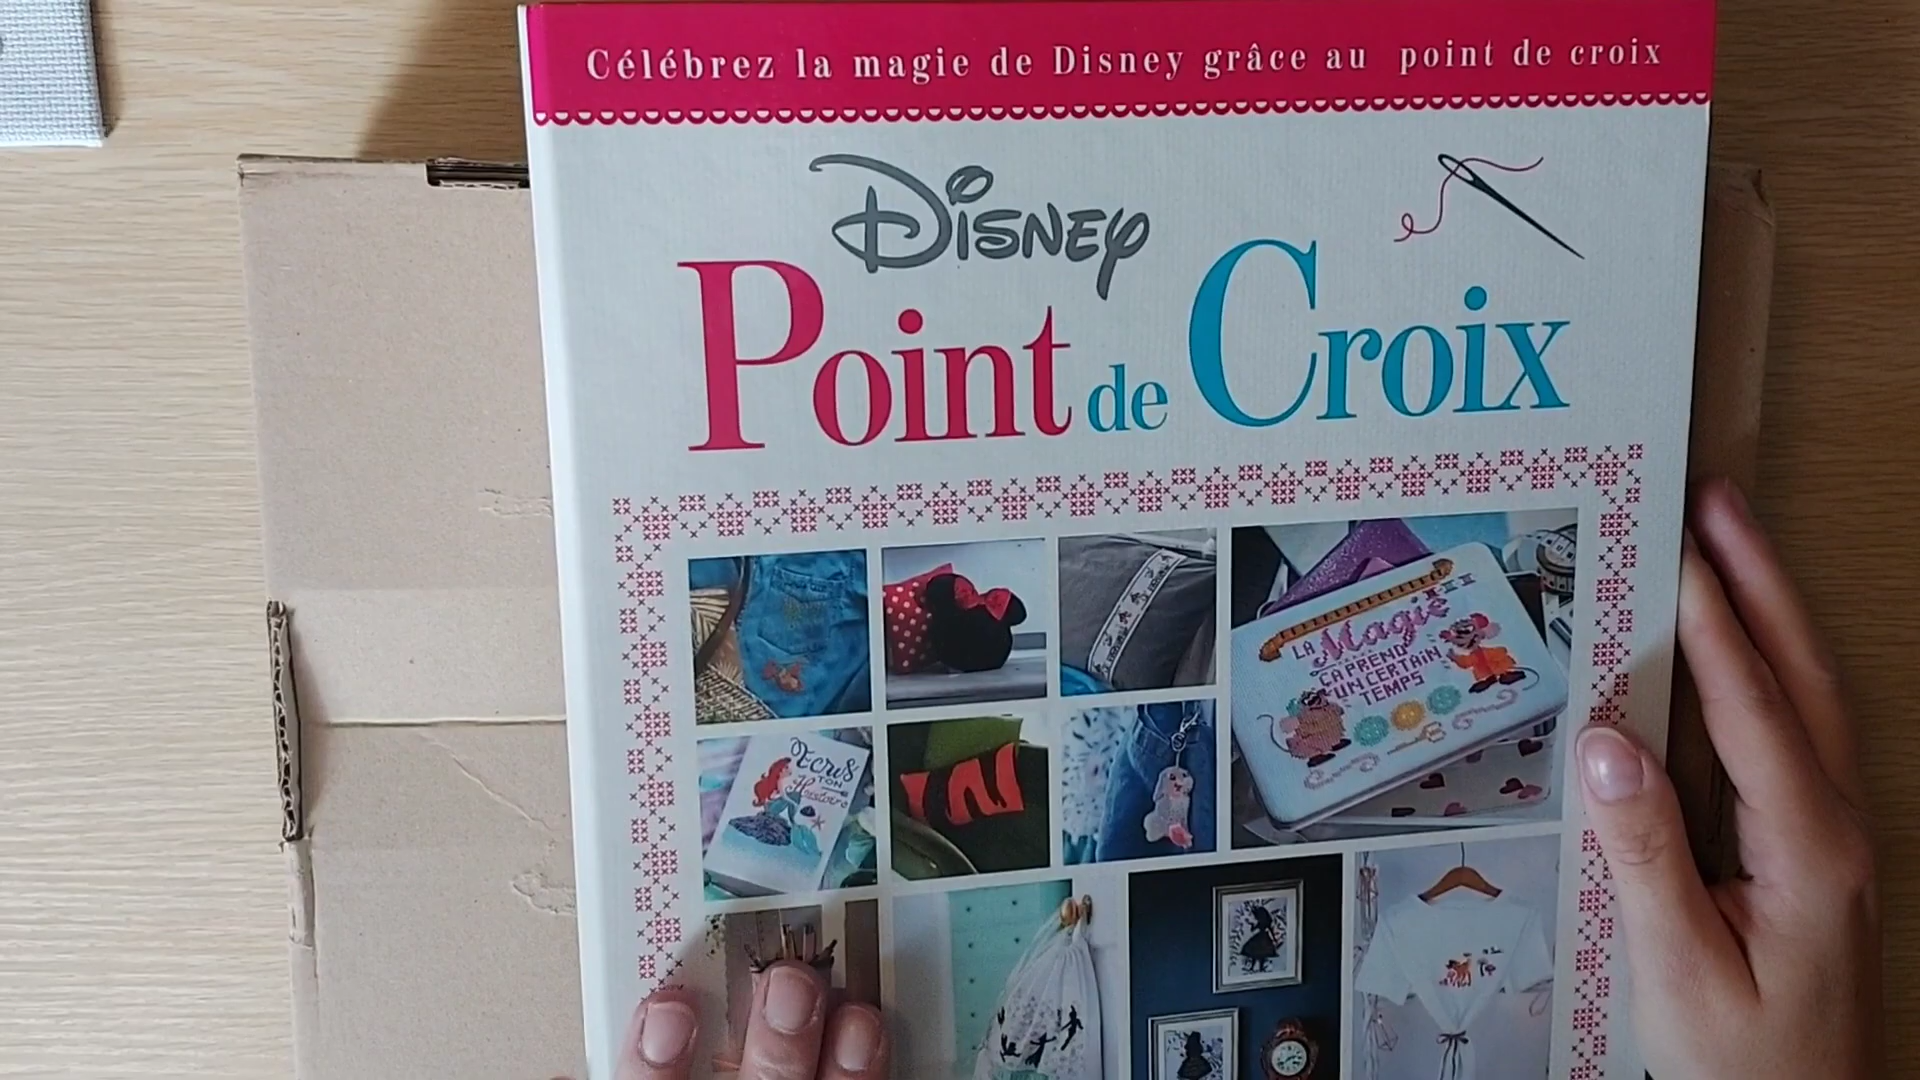 Célébrez la magie de Disney grâce au point de croix
Disney
Point de Croix
LA Magie
ÇA PREND
UN CERTAIN
TEMPS
Écris
TON
Histoire